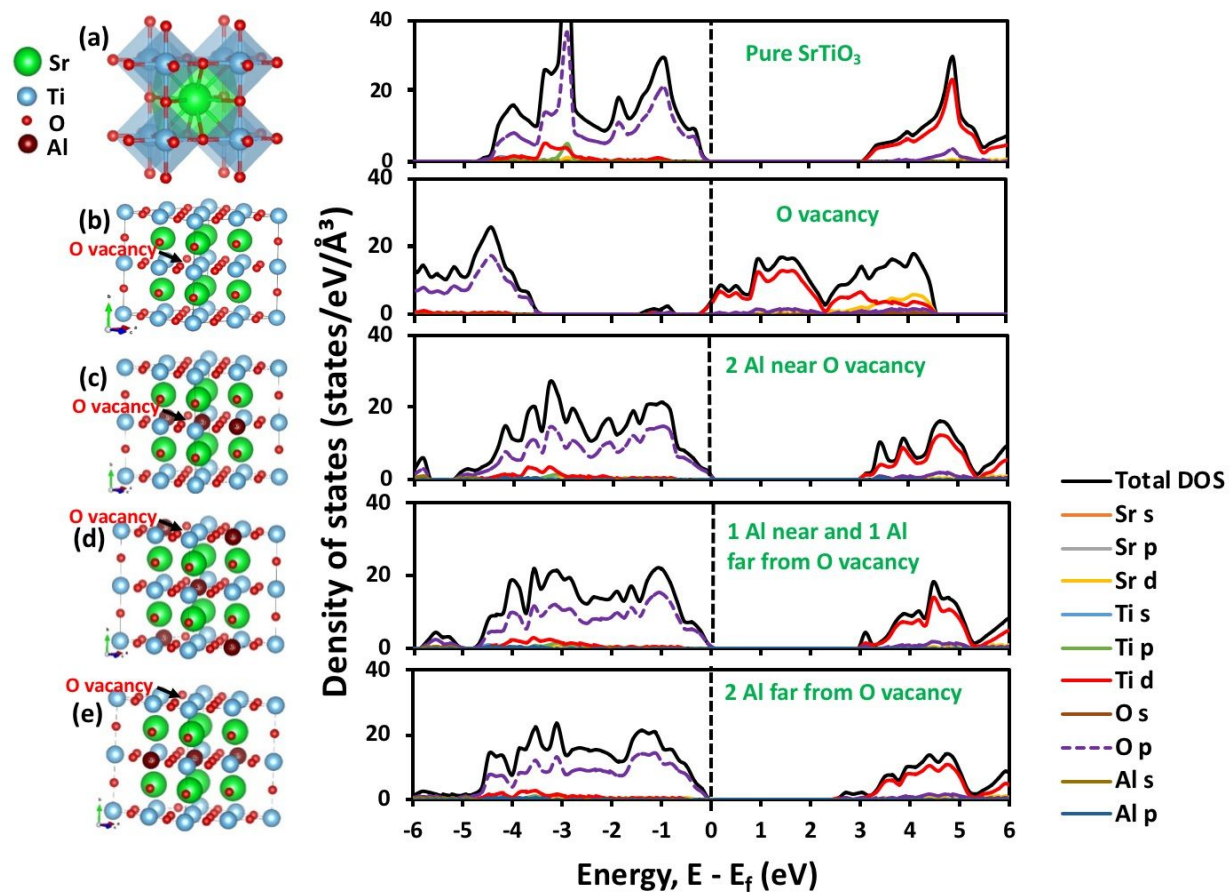 (a)
Sr
Ti
O
Al
(b)
O vacancy
(c)
O vacancy
(d)
O vacancy
O vacancy
(e)
Density of states (states/eV/Å³)
40
20
0
Pure SrTiO₃
40
20
0
O vacancy
40
20
0
2 Al near O vacancy
40
20
0
1 Al near and 1 Al
far from O vacancy
40
20
0
2 Al far from O vacancy
-6 -5 -4 -3 -2 -1 0 1 2 3 4 5 6
Energy, E - E_f (eV)
Total DOS
Sr s
Sr p
Sr d
Ti s
Ti p
Ti d
O s
O p
Al s
Al p